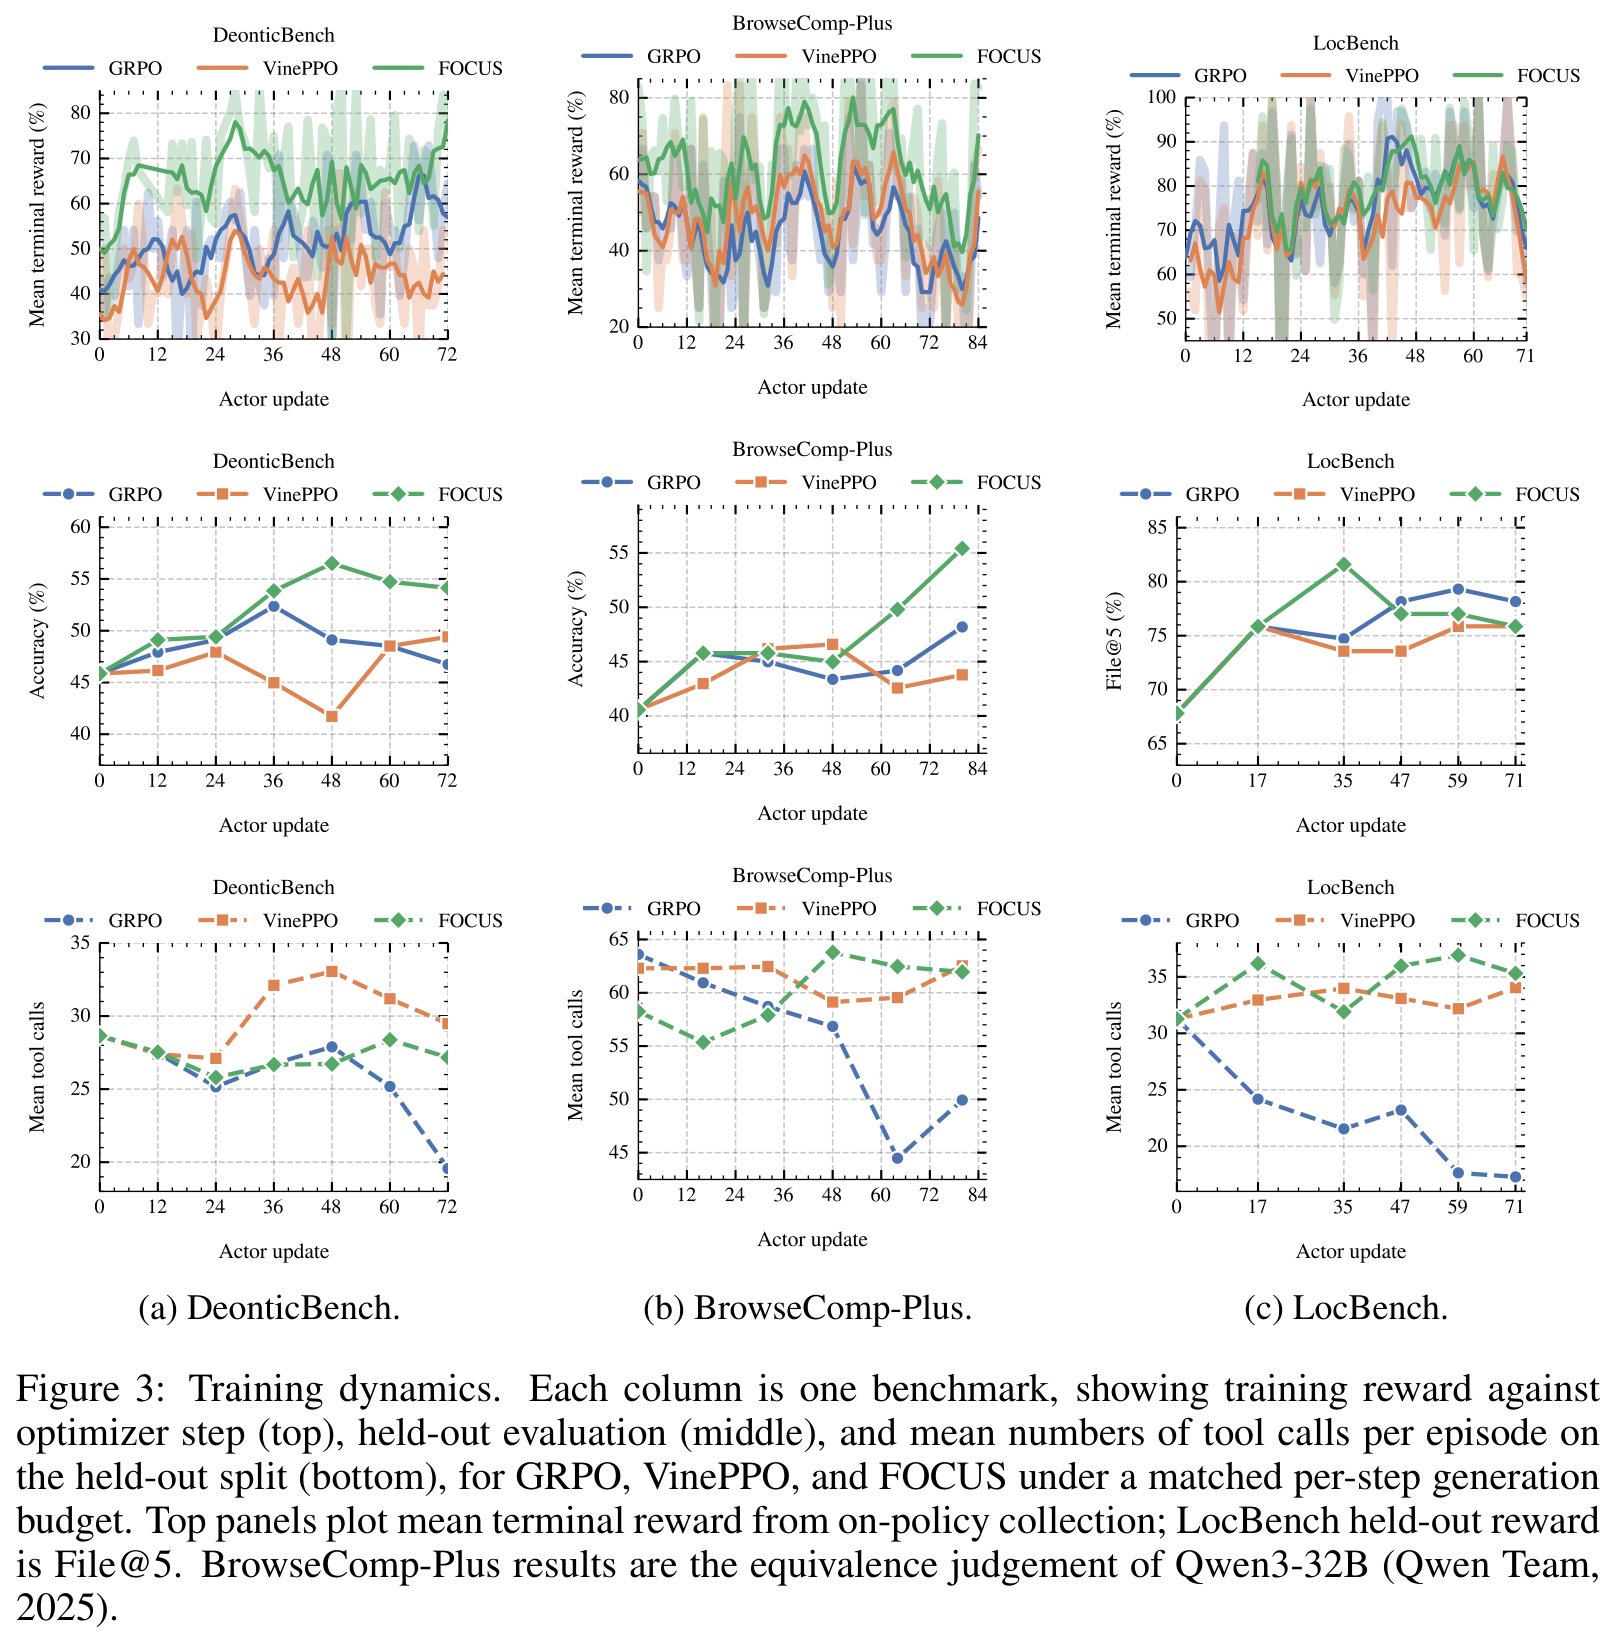 DeonticBench
GRPO VinePPO FOCUS
Mean terminal reward (%)
80
70
60
50
40
30
0 12 24 36 48 60 72
Actor update
BrowseComp-Plus
GRPO VinePPO FOCUS
Mean terminal reward (%)
80
60
40
20
0 12 24 36 48 60 72 84
Actor update
LocBench
GRPO VinePPO FOCUS
Mean terminal reward (%)
100
90
80
70
60
50
0 12 24 36 48 60 71
Actor update
DeonticBench
GRPO VinePPO FOCUS
Accuracy (%)
60
55
50
45
40
0 12 24 36 48 60 72
Actor update
BrowseComp-Plus
GRPO VinePPO FOCUS
Accuracy (%)
55
50
45
40
0 12 24 36 48 60 72 84
Actor update
LocBench
GRPO VinePPO FOCUS
File@5 (%)
85
80
75
70
65
0 17 35 47 59 71
Actor update
DeonticBench
GRPO VinePPO FOCUS
Mean tool calls
35
30
25
20
0 12 24 36 48 60 72
Actor update
BrowseComp-Plus
GRPO VinePPO FOCUS
Mean tool calls
65
60
55
50
45
0 12 24 36 48 60 72 84
Actor update
LocBench
GRPO VinePPO FOCUS
Mean tool calls
35
30
25
20
0 17 35 47 59 71
Actor update
(a) DeonticBench.
(b) BrowseComp-Plus.
(c) LocBench.
Figure 3: Training dynamics. Each column is one benchmark, showing training reward against
optimizer step (top), held-out evaluation (middle), and mean numbers of tool calls per episode on
the held-out split (bottom), for GRPO, VinePPO, and FOCUS under a matched per-step generation
budget. Top panels plot mean terminal reward from on-policy collection; LocBench held-out reward
is File@5. BrowseComp-Plus results are the equivalence judgement of Qwen3-32B (Qwen Team,
2025).